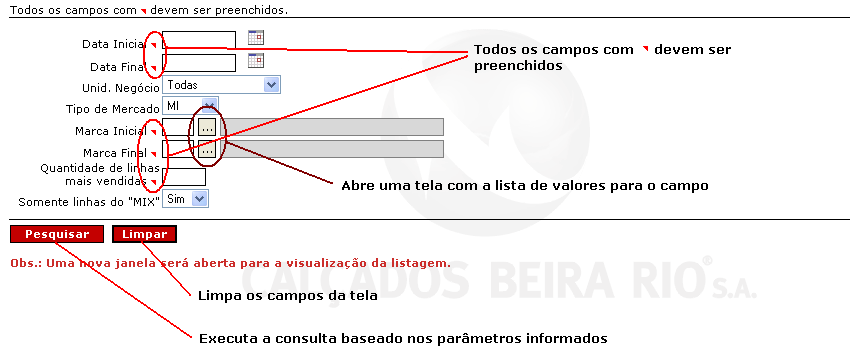 Todos os campos com devem ser preenchidos.
Data Inicial
Data Final
Todos os campos com devem ser
preenchidos
Unid. Negócio Todas
Tipo de Mercado MI
Marca Inicial ...
Marca Final ...
Quantidade de linhas
mais vendidas
Abre uma tela com a lista de valores para o campo
Somente linhas do "MIX" Sim
Pesquisar Limpar
Obs.: Uma nova janela será aberta para a visualização da listagem.
CALÇADOS BEIRA RIO® S.A.
Limpa os campos da tela
Executa a consulta baseado nos parâmetros informados